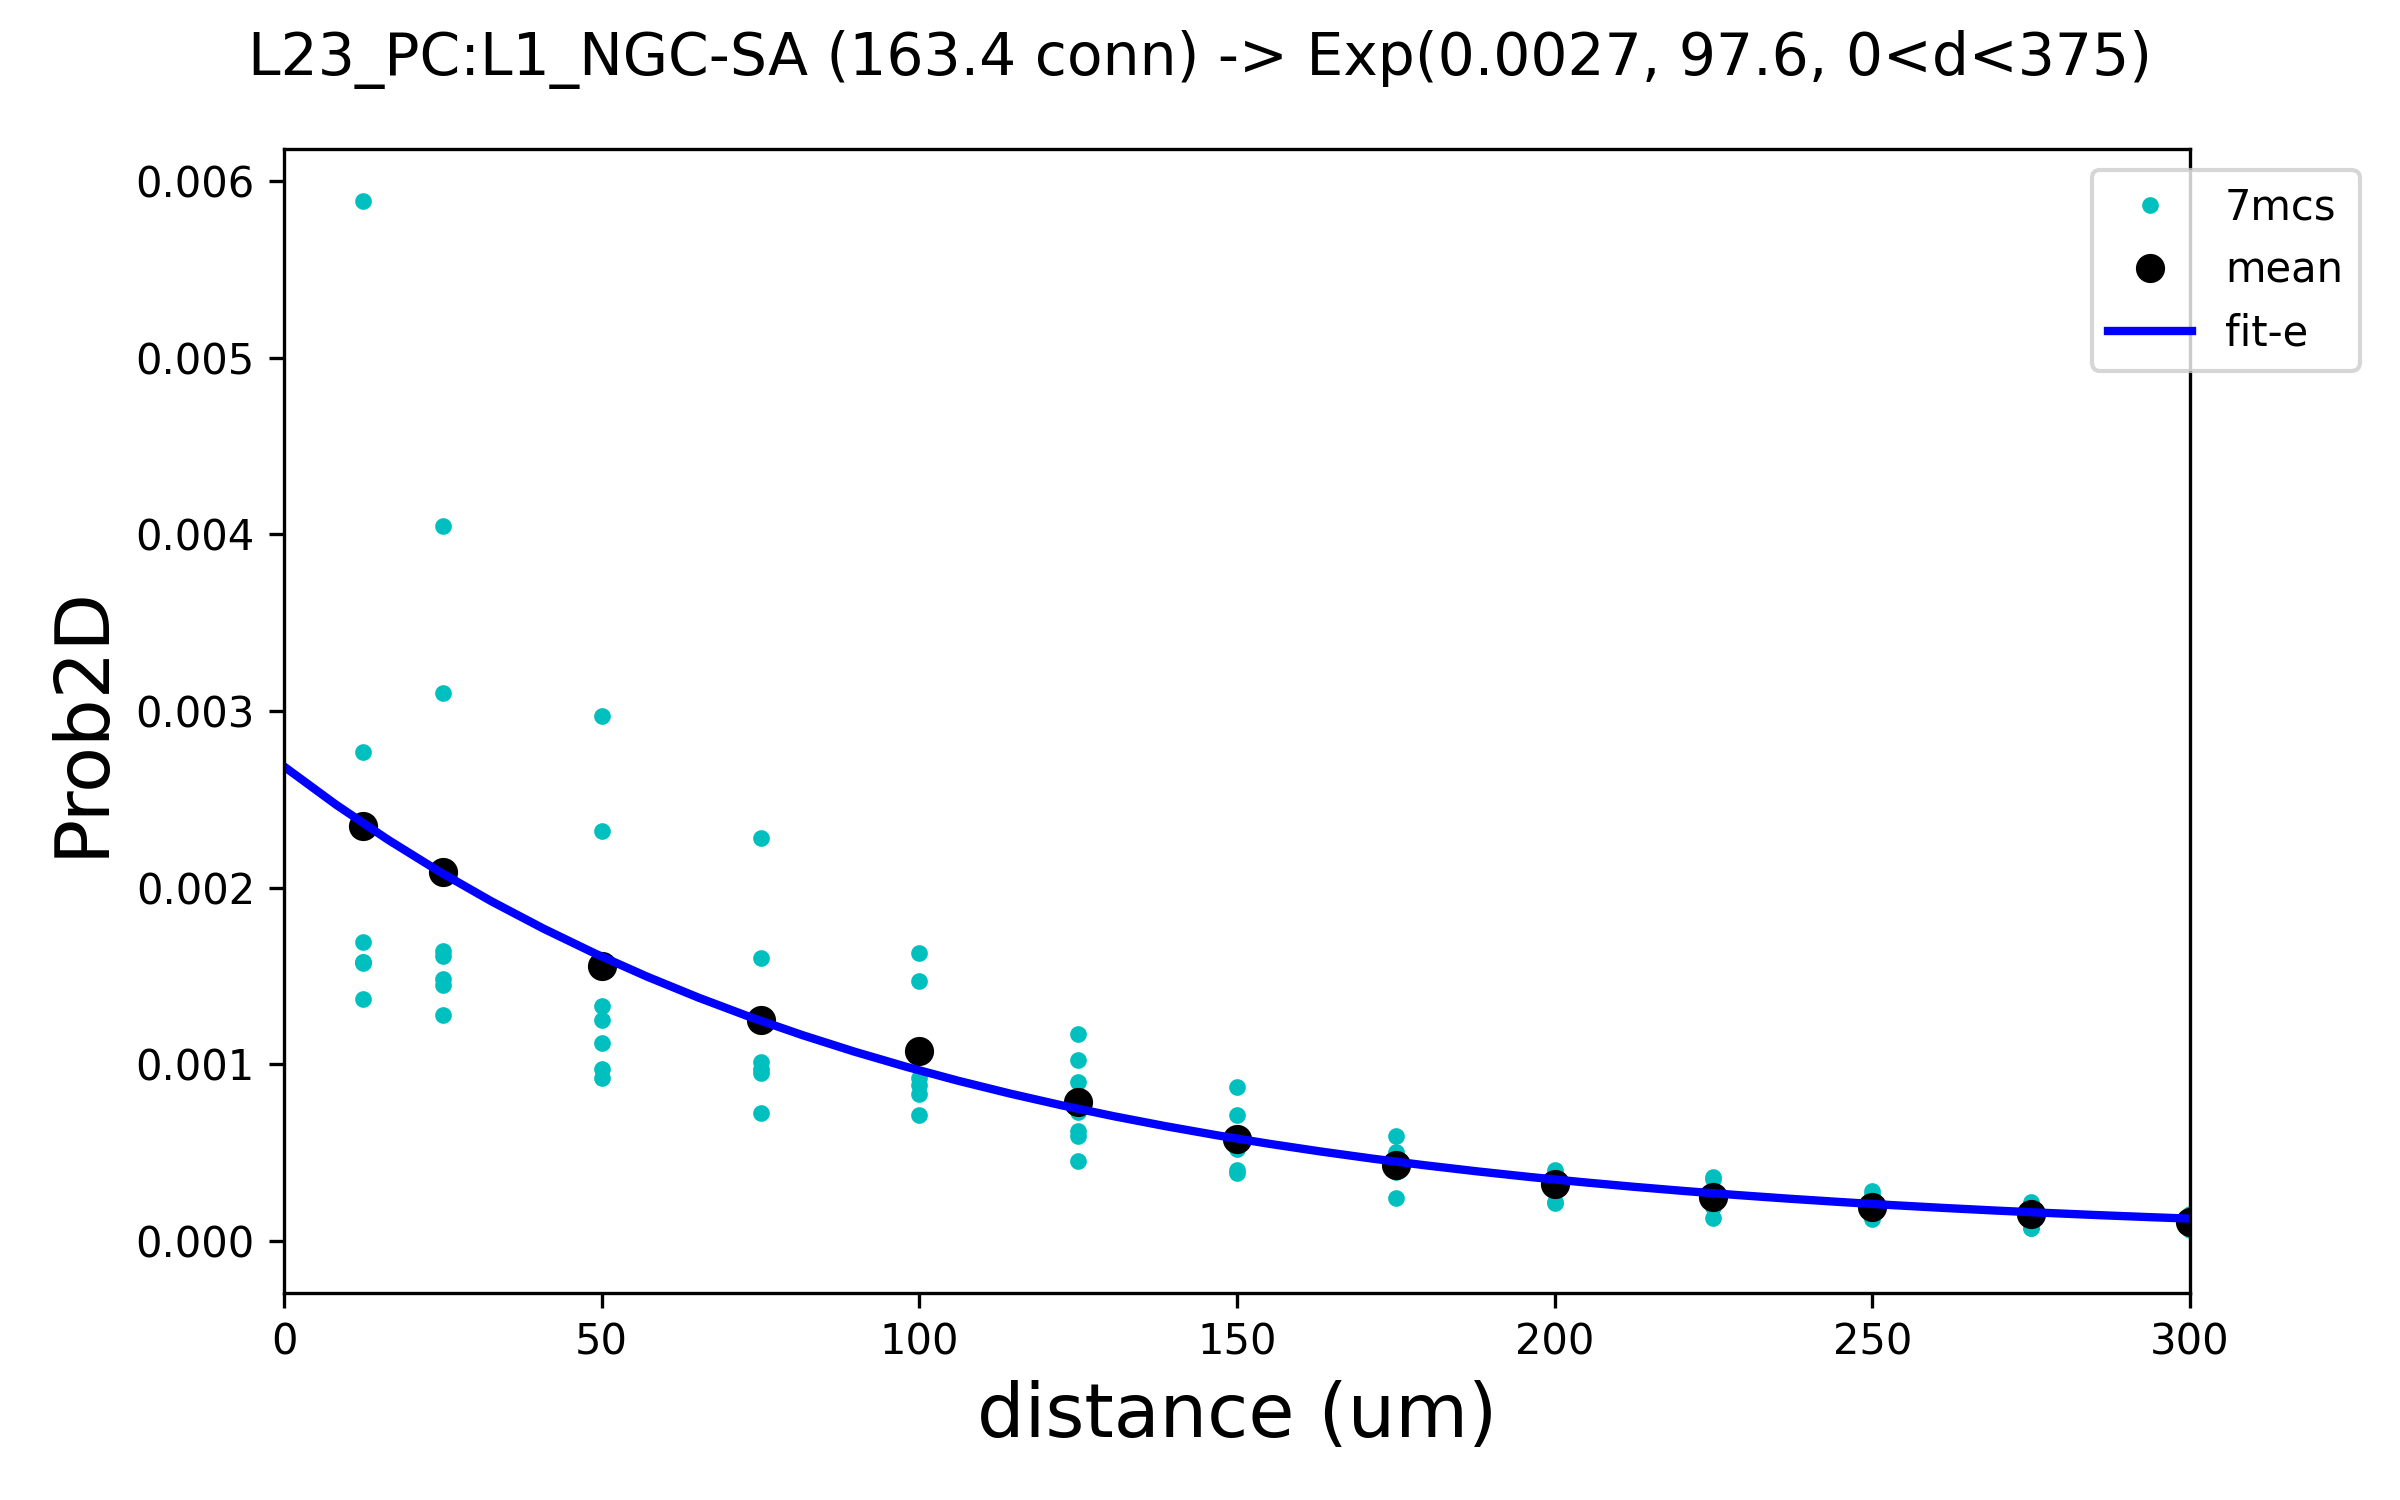 L23_PC:L1_NGC-SA (163.4 conn) -> Exp(0.0027, 97.6, 0<d<375)
0.006
0.005
0.004
0.003
0.002
0.001
0.000
Prob2D
7mcs
mean
fit-e
0 50 100 150 200 250 300
distance (um)